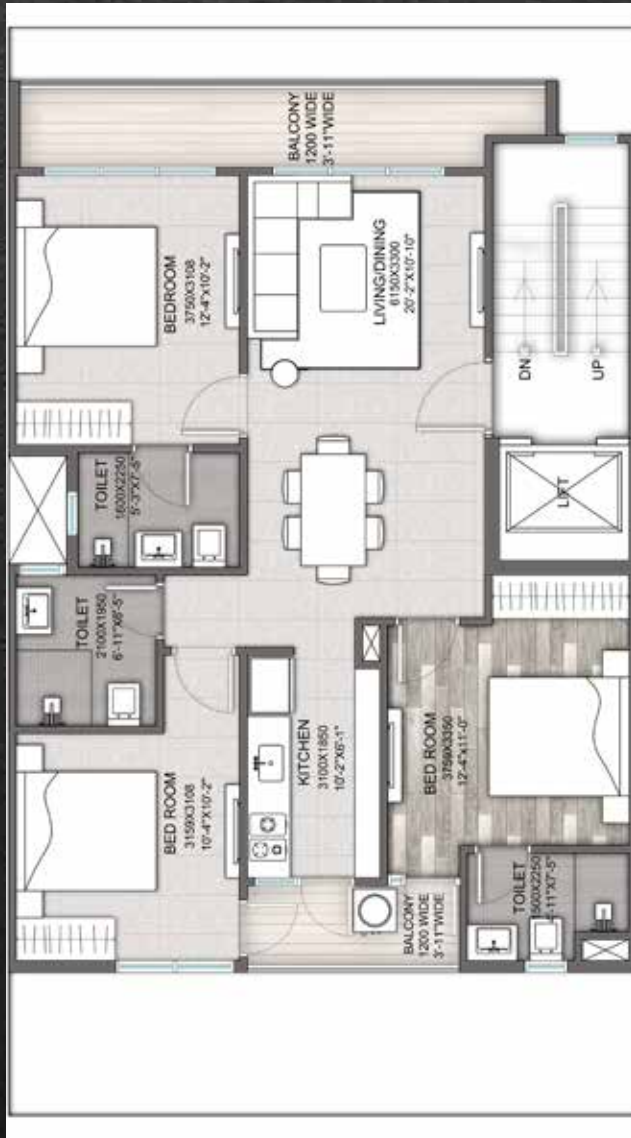 BALCONY
1200 WIDE
3'-11"WIDE
BEDROOM
3750X3108
12'-4"X10'-2"
LIVING/DINING
6150X3300
20'-2"X10'-10"
DN
UP
TOILET
1600X2250
5'-3"X7'-5"
LIFT
TOILET
2100X1950
6'-11"X6'-5"
BED ROOM
3159X3108
10'-4"X10'-2"
KITCHEN
3100X1850
10'-2"X6'-1"
BED ROOM
3759X3350
12'-4"x11'-0"
BALCONY
1200 WIDE
3'-11"WIDE
TOILET
1500X2250